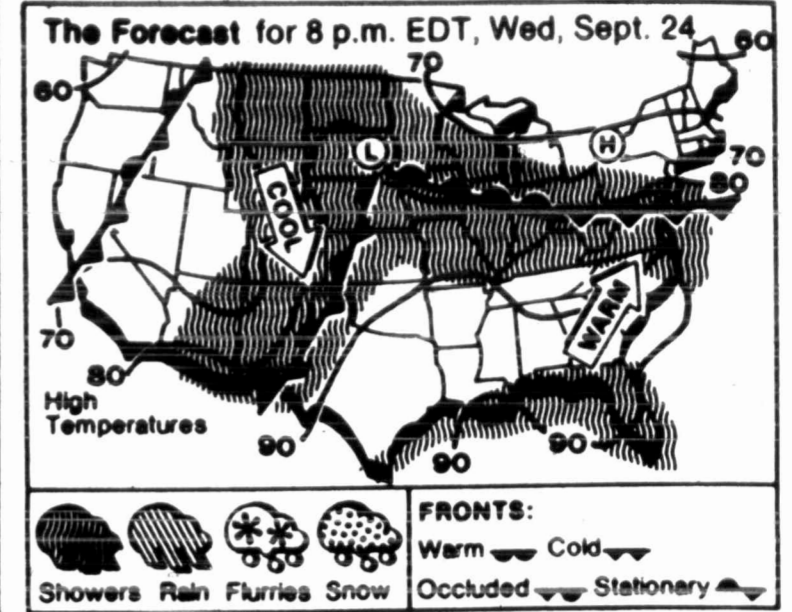 The Forecast for 8 p.m. EDT, Wed, Sept. 24
60
70
60
L
H
70
80
COOL
WARN
70
80
High
Temperatures
90
90
90
FRONTS:
Warm Cold
Showers Rain Flurries Snow
Occluded Stationary